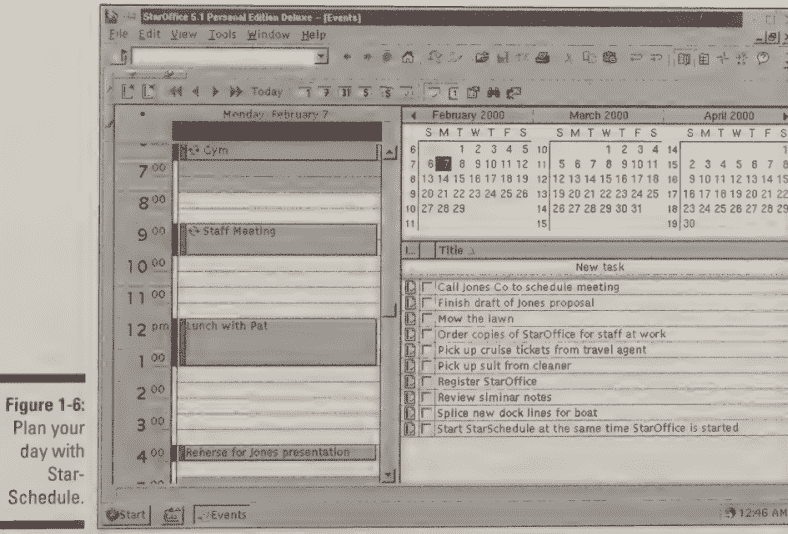 StarOffice 5.1 Personal Edition Deluxe – [Events]
File Edit View Tools Window Help
Today 1 7 31
Monday, February 7
Gym
7 00
8 00
9 00 Staff Meeting
10 00
11 00
12 pm Lunch with Pat
1 00
2 00
3 00
4 00 Reherse for Jones presentation
February 2000 March 2000 April 2000
S M T W T F S S M T W T F S S M T W T F S
6 1 2 3 4 5 10 1 2 3 4 14 1
7 6 7 8 9 10 11 12 11 5 6 7 8 9 10 11 15 2 3 4 5 6 7 8
8 13 14 15 16 17 18 19 12 12 13 14 15 16 17 18 16 9 10 11 12 13 14 15
9 20 21 22 23 24 25 26 13 19 20 21 22 23 24 25 17 16 17 18 19 20 21 22
10 27 28 29 14 26 27 28 29 30 31 18 23 24 25 26 27 28 29
11 15 19 30
Title
New task
Call Jones Co to schedule meeting
Finish draft of Jones proposal
Mow the lawn
Order copies of StarOffice for staff at work
Pick up cruise tickets from travel agent
Pick up suit from cleaner
Register StarOffice
Review siminar notes
Splice new dock lines for boat
Start StarSchedule at the same time StarOffice is started
Start Events 12:46 AM
Figure 1-6:
Plan your
day with
Star-
Schedule.